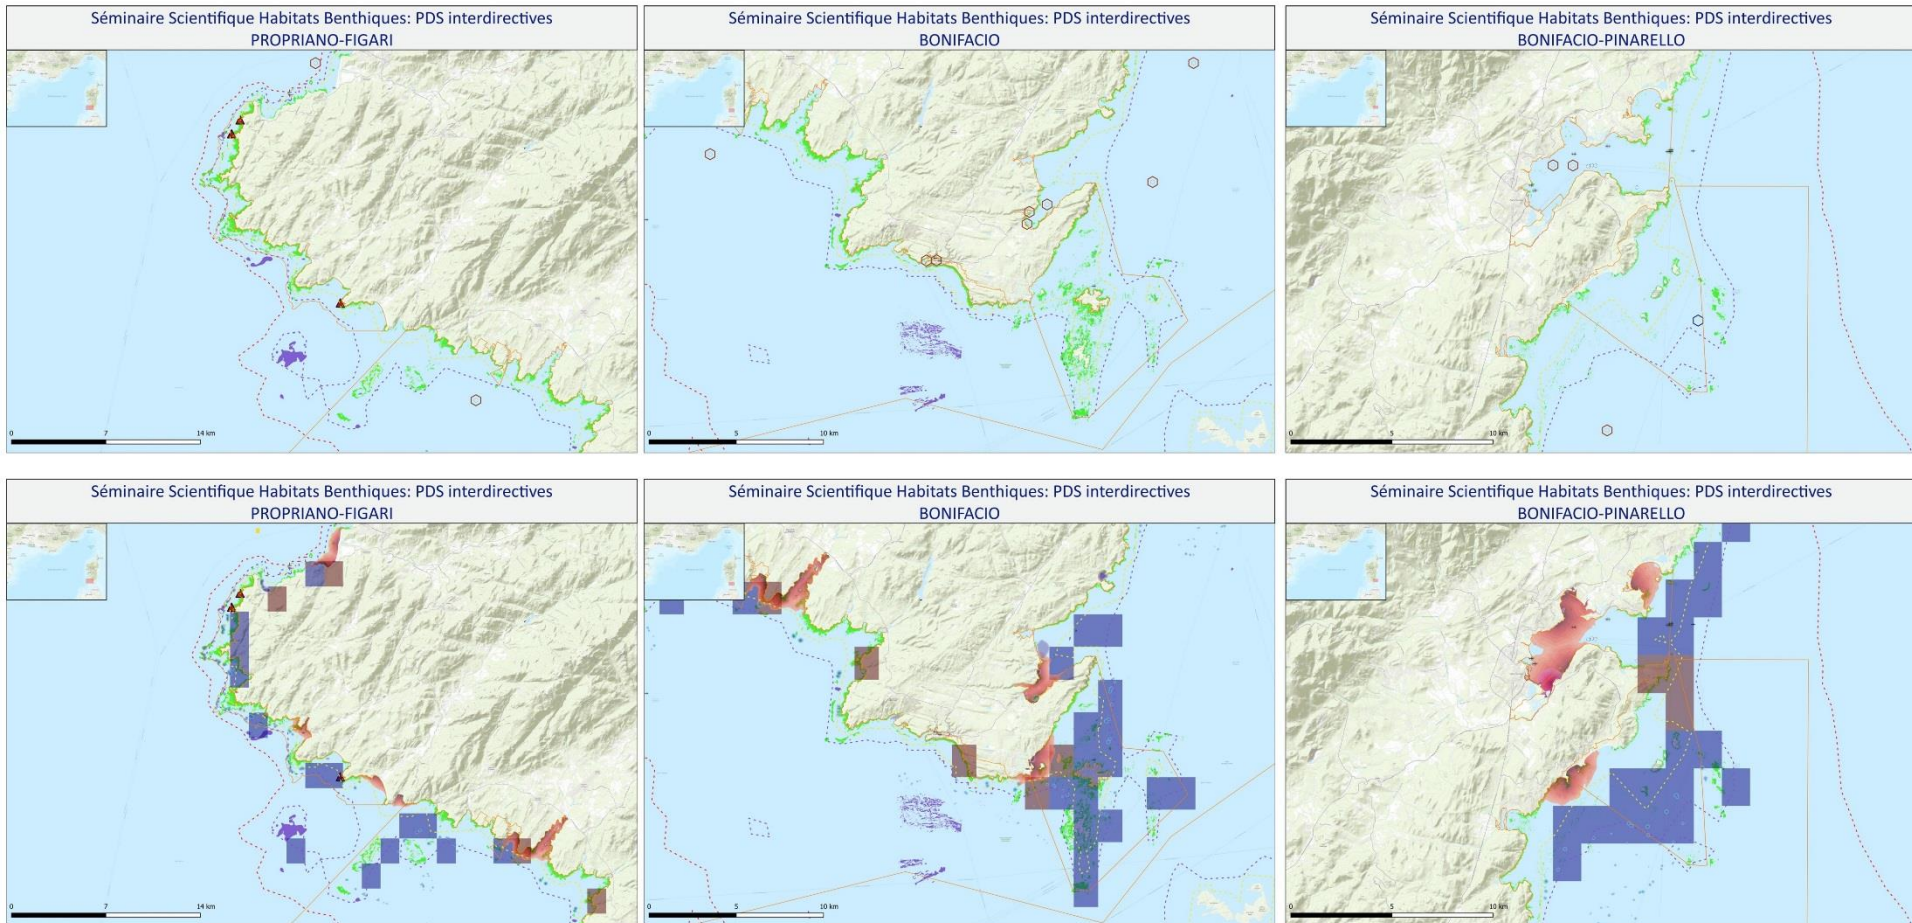 Séminaire Scientifique Habitats Benthiques: PDS interdirectives
PROPRIANO-FIGARI
0 7 14 km
Séminaire Scientifique Habitats Benthiques: PDS interdirectives
BONIFACIO
0 5 10 km
Séminaire Scientifique Habitats Benthiques: PDS interdirectives
BONIFACIO-PINARELLO
0 5 10 km
Séminaire Scientifique Habitats Benthiques: PDS interdirectives
PROPRIANO-FIGARI
0 7 14 km
Séminaire Scientifique Habitats Benthiques: PDS interdirectives
BONIFACIO
0 5 10 km
Séminaire Scientifique Habitats Benthiques: PDS interdirectives
BONIFACIO-PINARELLO
0 5 10 km